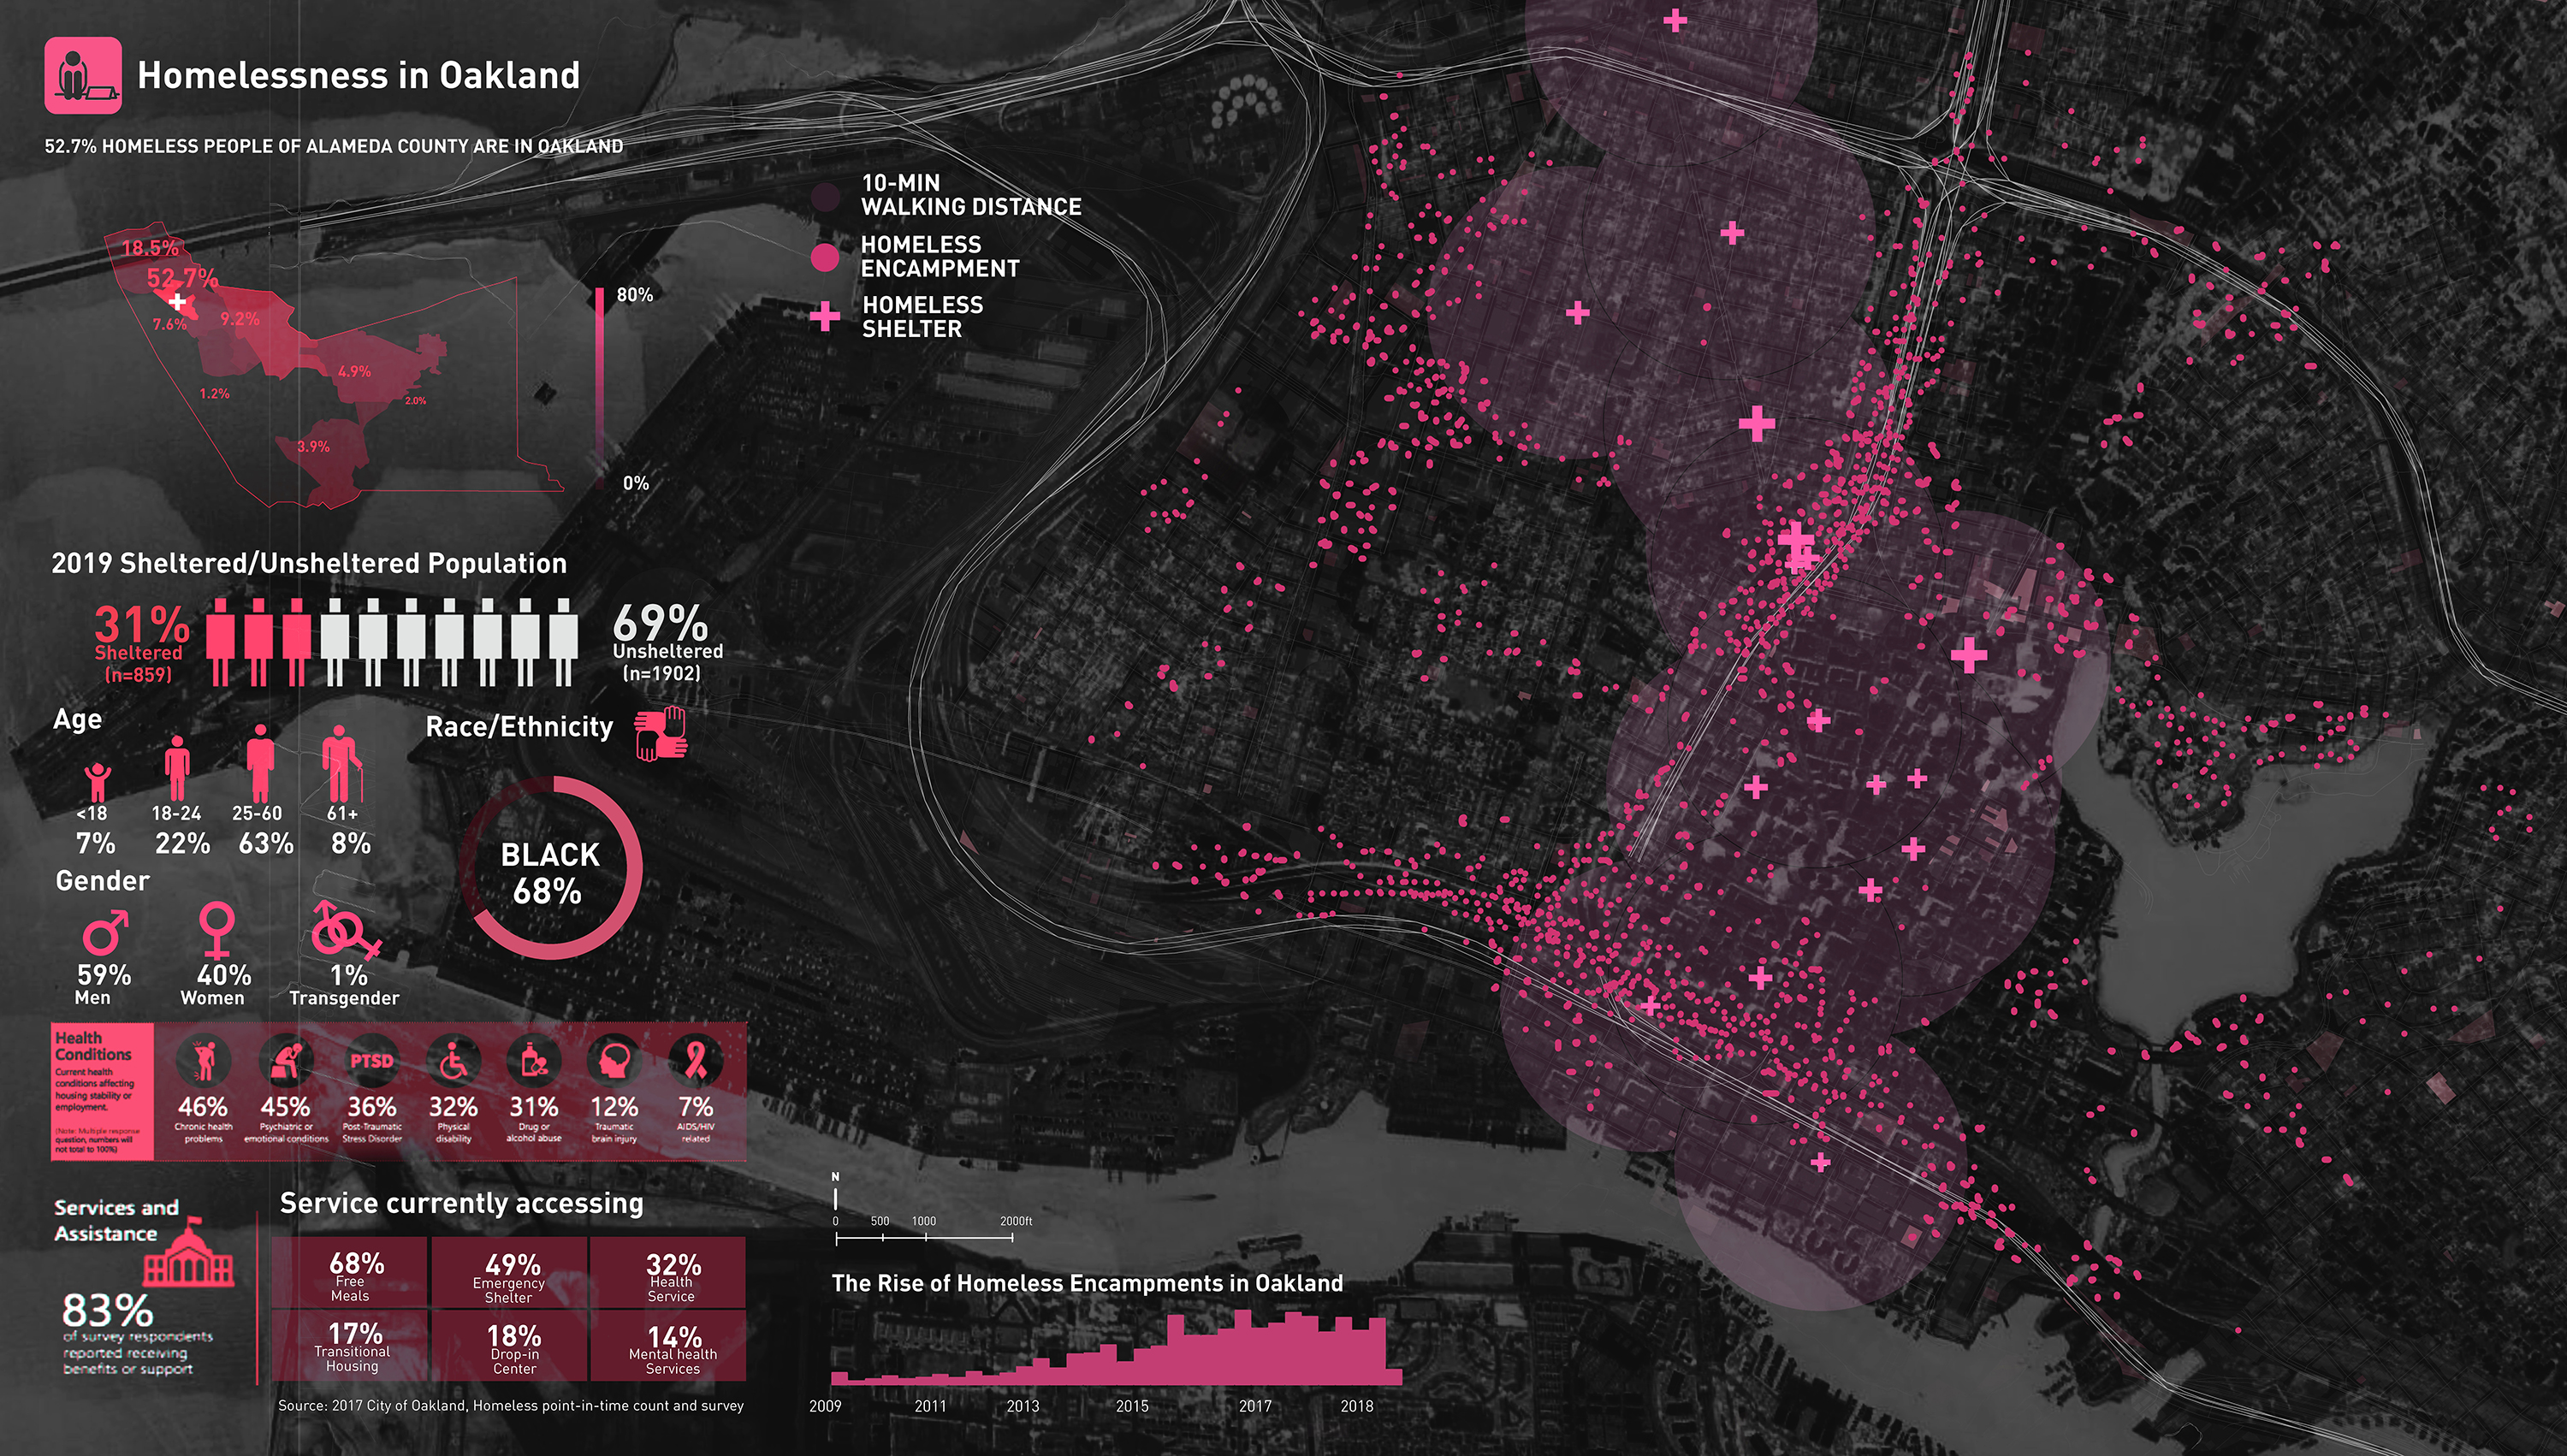 Homelessness in Oakland
52.7% HOMELESS PEOPLE OF ALAMEDA COUNTY ARE IN OAKLAND
18.5%
52.7%
7.6%
9.2%
4.9%
1.2%
2.0%
3.9%
80%
0%
10-MIN
WALKING DISTANCE
HOMELESS
ENCAMPMENT
HOMELESS
SHELTER
2019 Sheltered/Unsheltered Population
31%
Sheltered
(n=859)
69%
Unsheltered
(n=1902)
Age
<18
18-24
25-60
61+
7%
22%
63%
8%
Race/Ethnicity
BLACK
68%
Gender
59%
Men
40%
Women
1%
Transgender
Health
Conditions
Current health
conditions affecting
housing stability or
employment.
(Note: Multiple response
question, numbers will
not total to 100%)
46%
Chronic health
problems
45%
Psychiatric or
emotional conditions
PTSD
36%
Post-Traumatic
Stress Disorder
32%
Physical
disability
31%
Drug or
alcohol abuse
12%
Traumatic
brain injury
7%
AIDS/HIV
related
Services and
Assistance
83%
of survey respondents
reported receiving
benefits or support
Service currently accessing
68%
Free
Meals
49%
Emergency
Shelter
32%
Health
Service
17%
Transitional
Housing
18%
Drop-in
Center
14%
Mental health
Services
Source: 2017 City of Oakland, Homeless point-in-time count and survey
N
0 500 1000 2000ft
The Rise of Homeless Encampments in Oakland
2009 2011 2013 2015 2017 2018